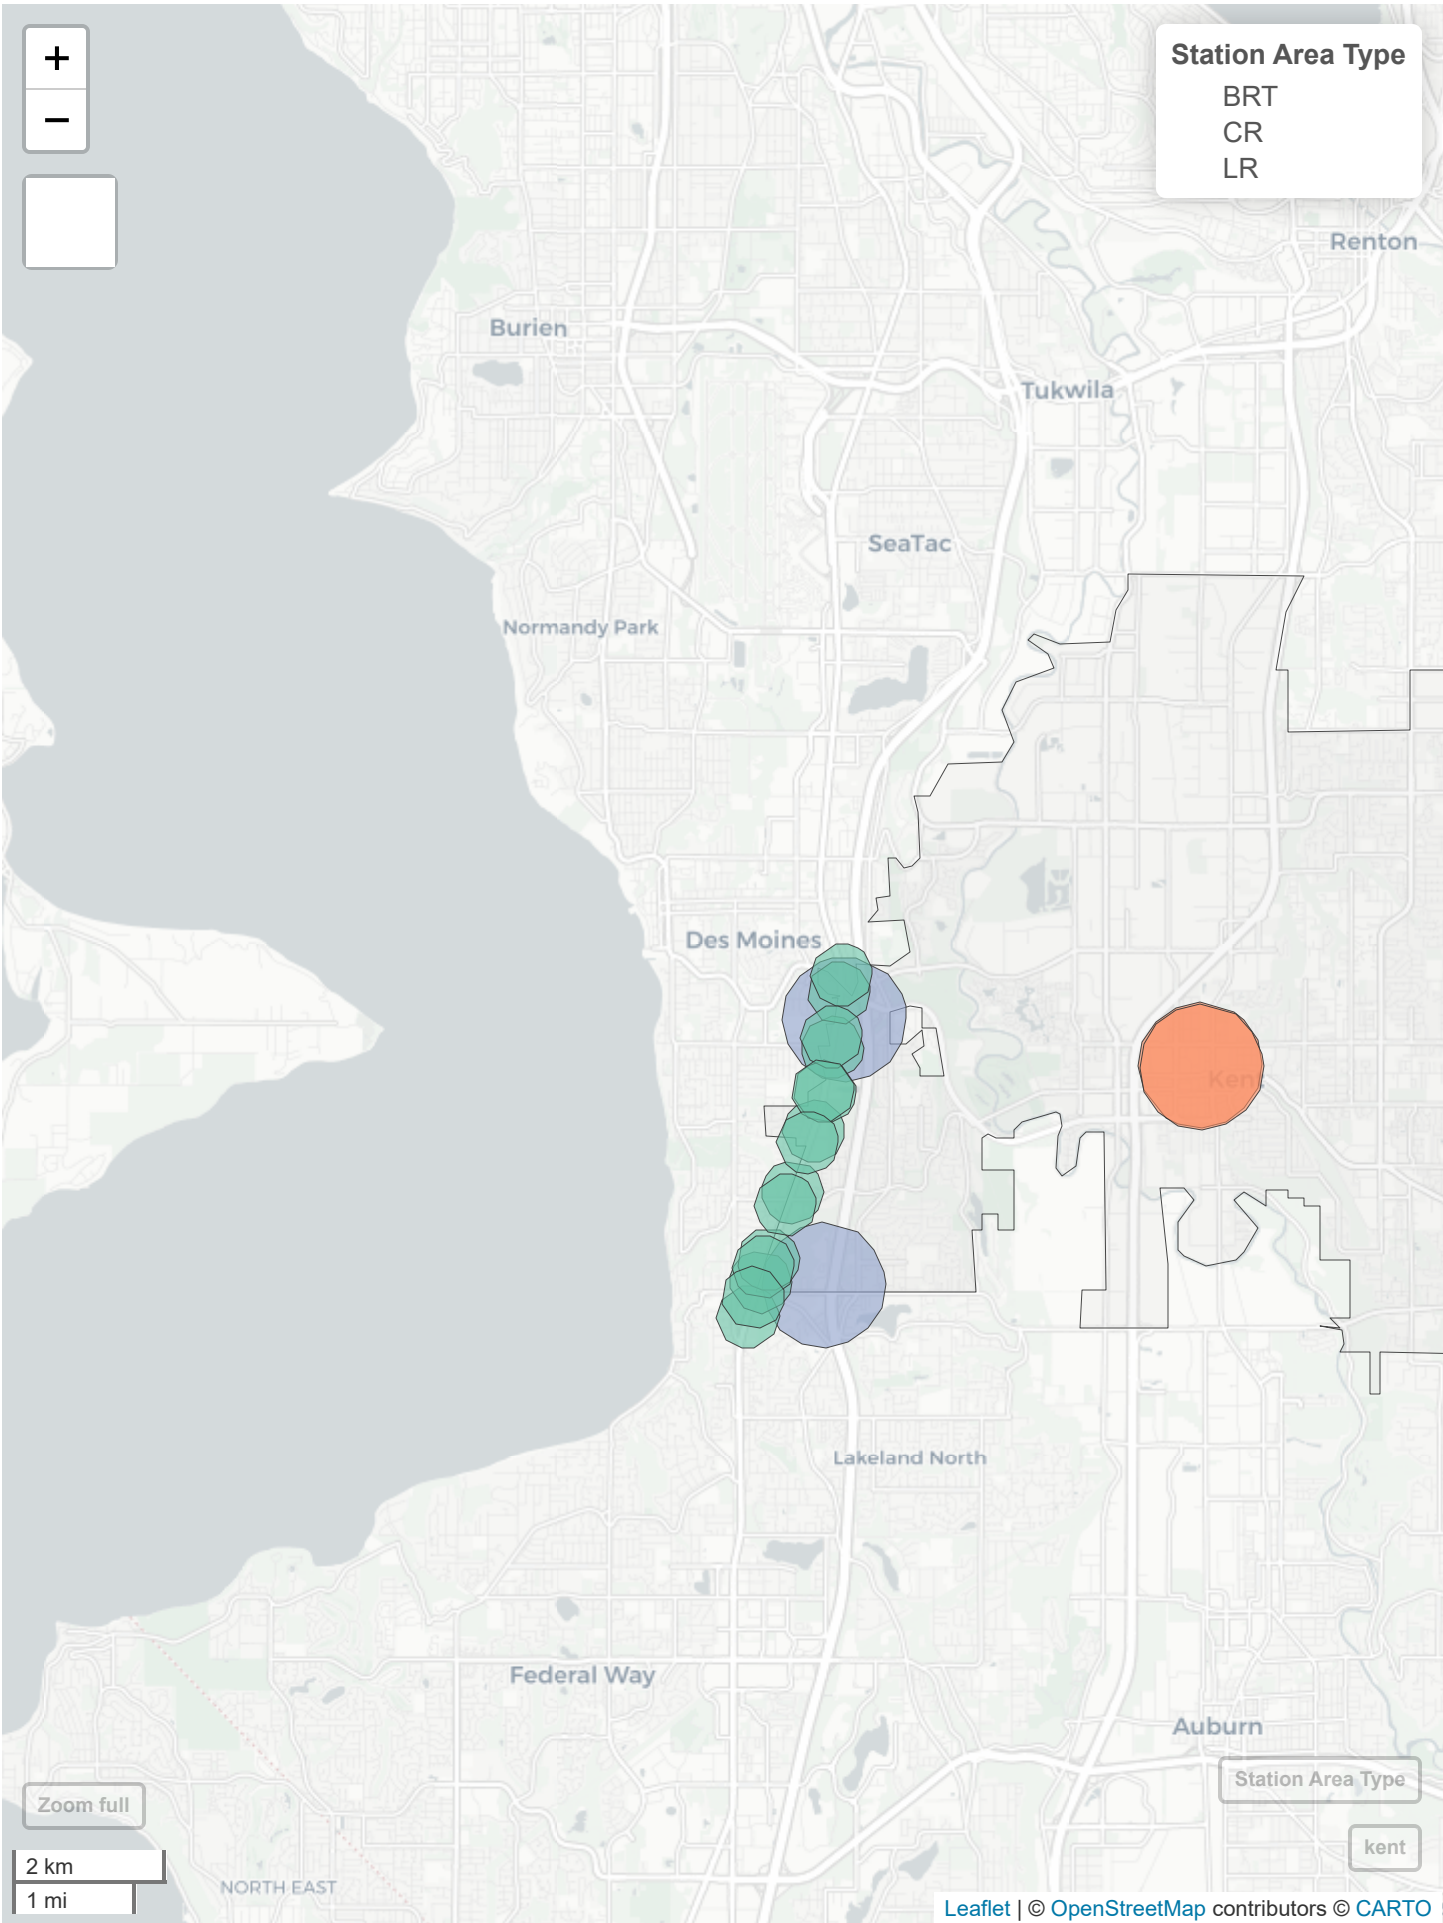 +
−
Station Area Type
BRT
CR
LR
Renton
Burien
Tukwila
SeaTac
Normandy Park
Des Moines
Kent
Lakeland North
Federal Way
Auburn
Station Area Type
Zoom full
kent
2 km
1 mi
NORTH EAST
Leaflet | © OpenStreetMap contributors © CARTO